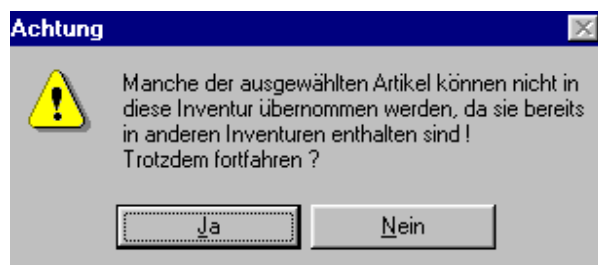 Achtung
Manche der ausgewählten Artikel können nicht in
diese Inventur übernommen werden, da sie bereits
in anderen Inventuren enthalten sind !
Trotzdem fortfahren ?
Ja
Nein